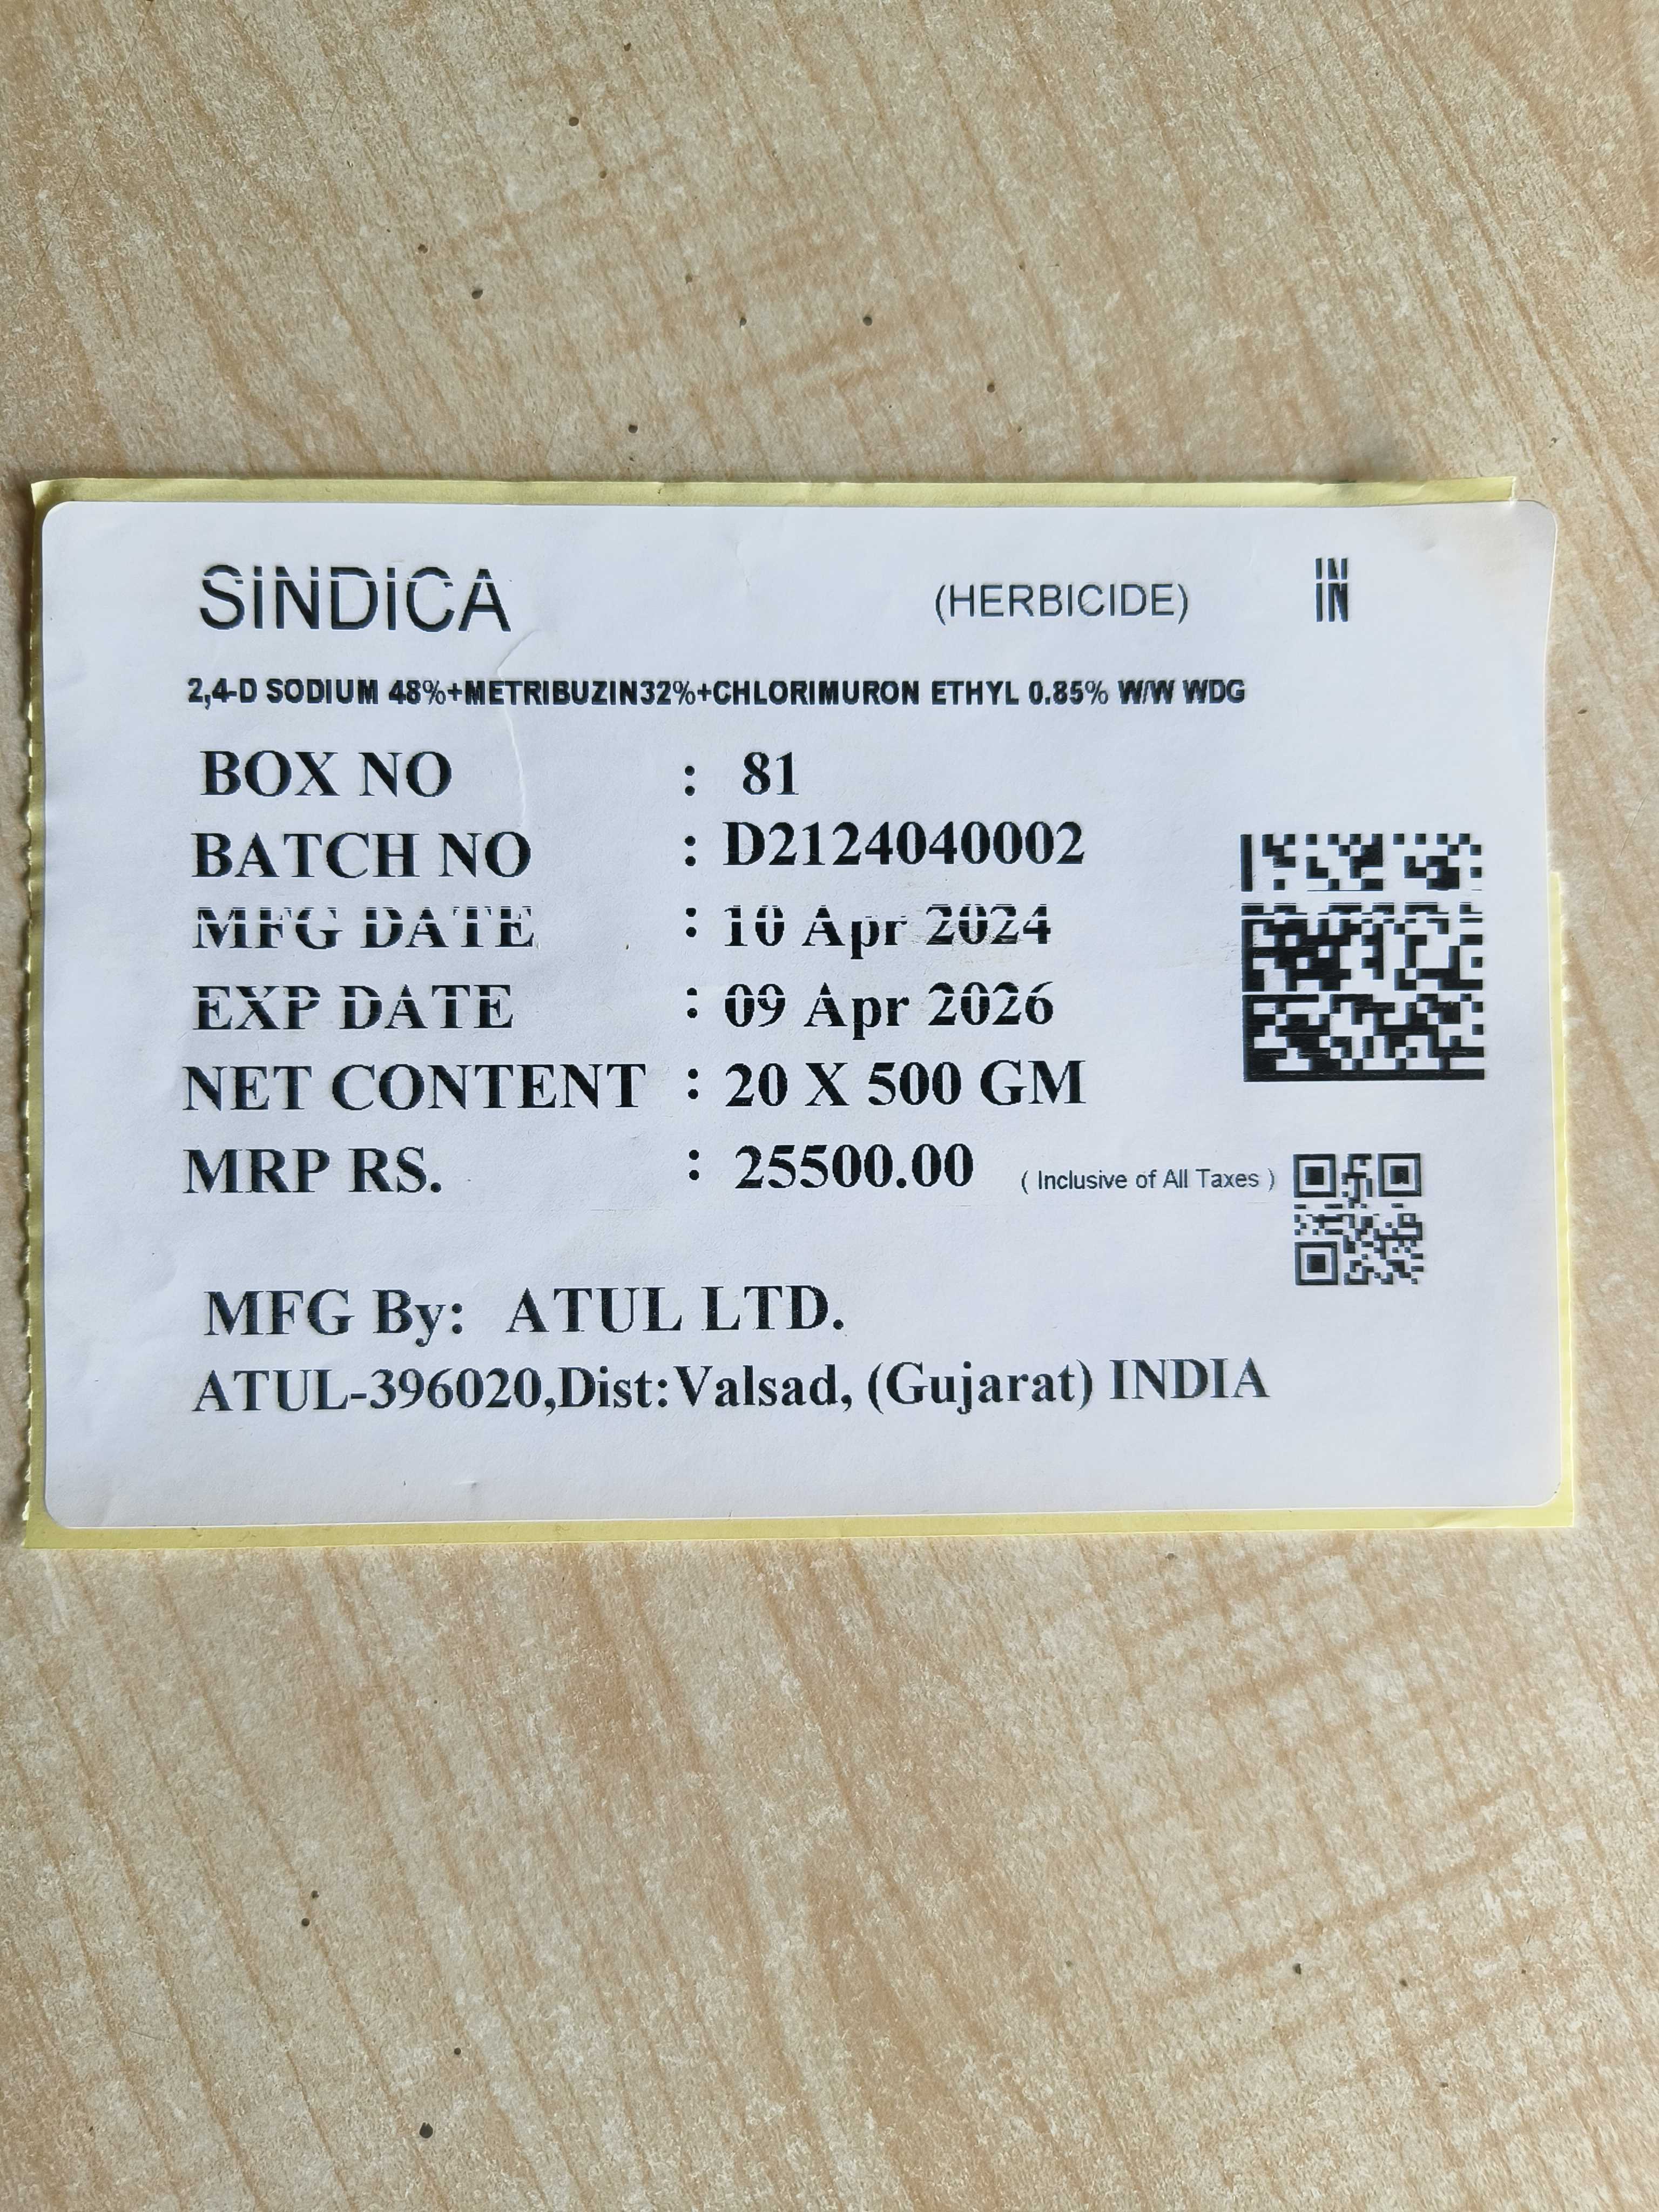 SiNDiCA (HERBICIDE) IN
2,4-D SODIUM 48%+METRIBUZIN32%+CHLORIMURON ETHYL 0.85% W/W WDG
BOX NO : 81
BATCH NO : D2124040002
MFG DATE : 10 Apr 2024
EXP DATE : 09 Apr 2026
NET CONTENT : 20 X 500 GM
MRP RS. : 25500.00 ( Inclusive of All Taxes )
MFG By: ATUL LTD.
ATUL-396020,Dist:Valsad, (Gujarat) INDIA